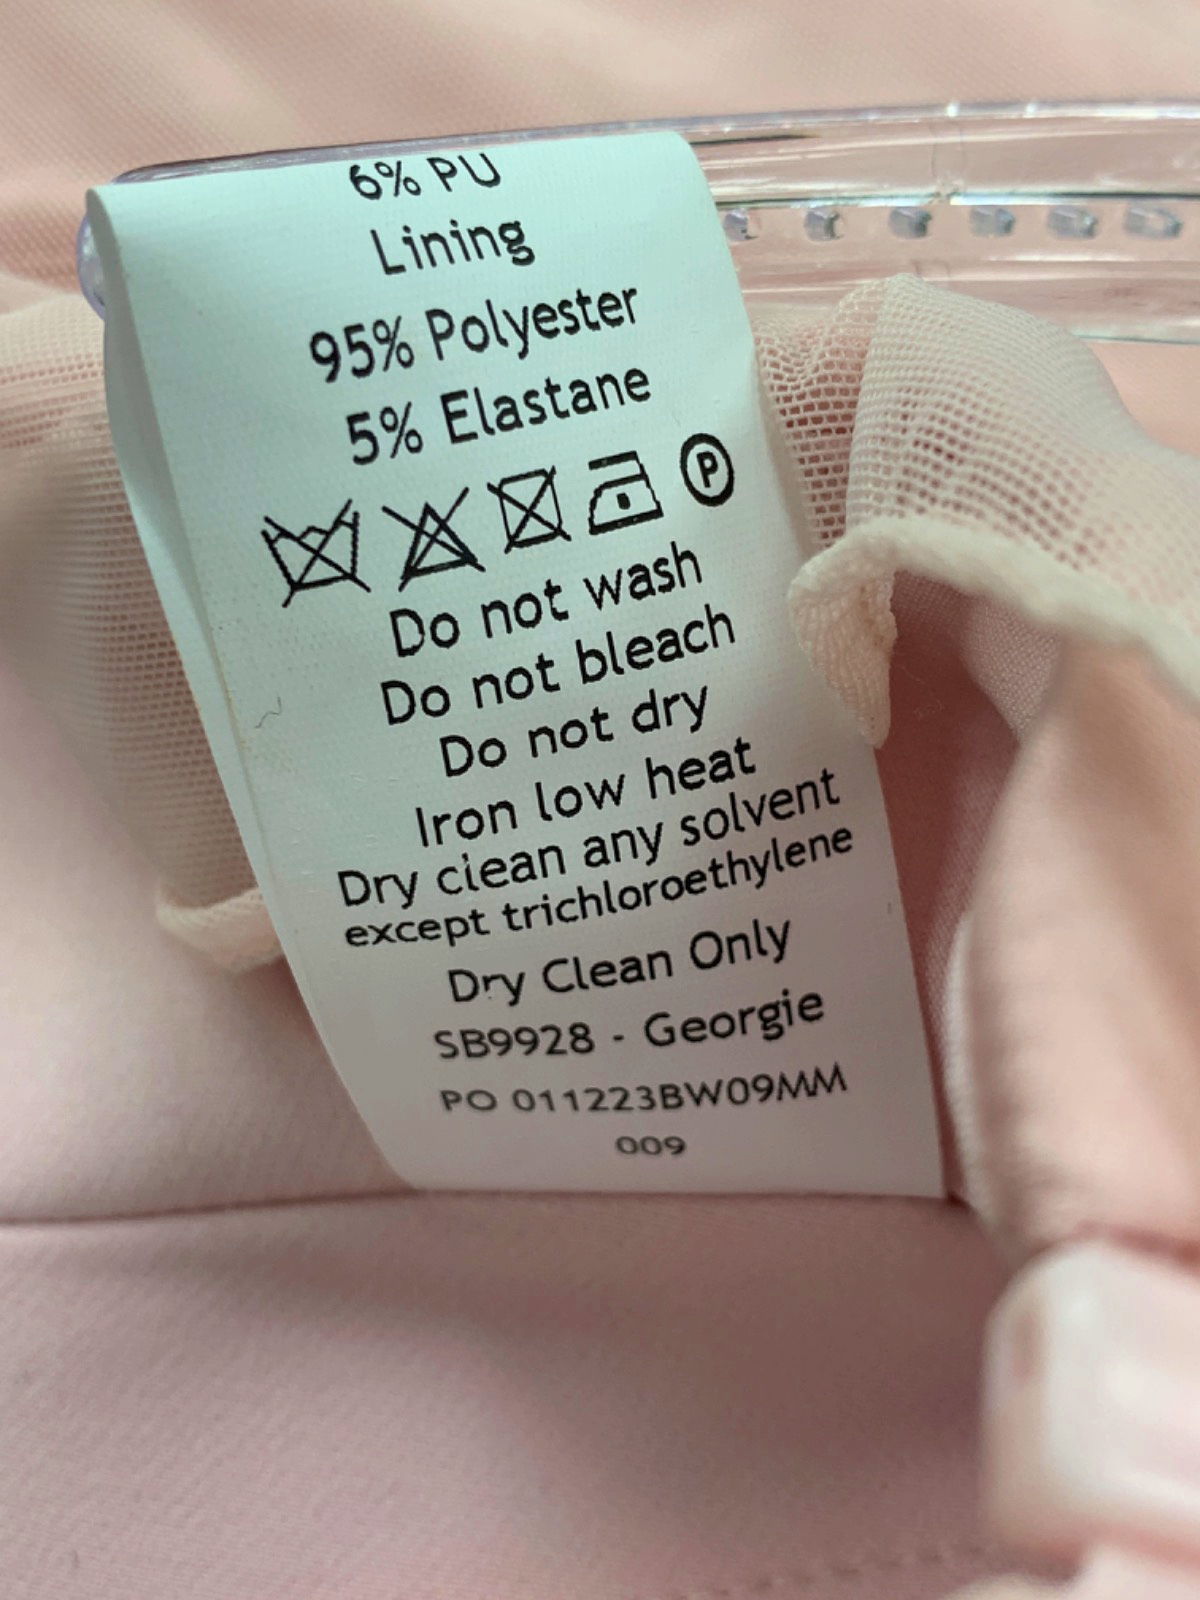 6% PU
Lining
95% Polyester
5% Elastane
P
Do not wash
Do not bleach
Do not dry
Iron low heat
Dry clean any solvent
except trichloroethylene
Dry Clean Only
SB9928 - Georgie
PO 011223BW09MM
009